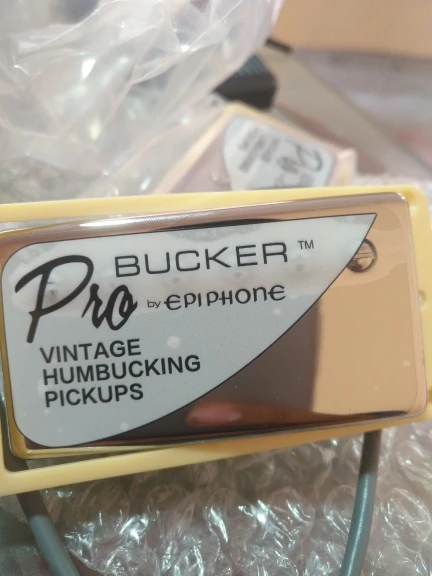 Pro BUCKER™
by EPIPHONE
VINTAGE
HUMBUCKING
PICKUPS